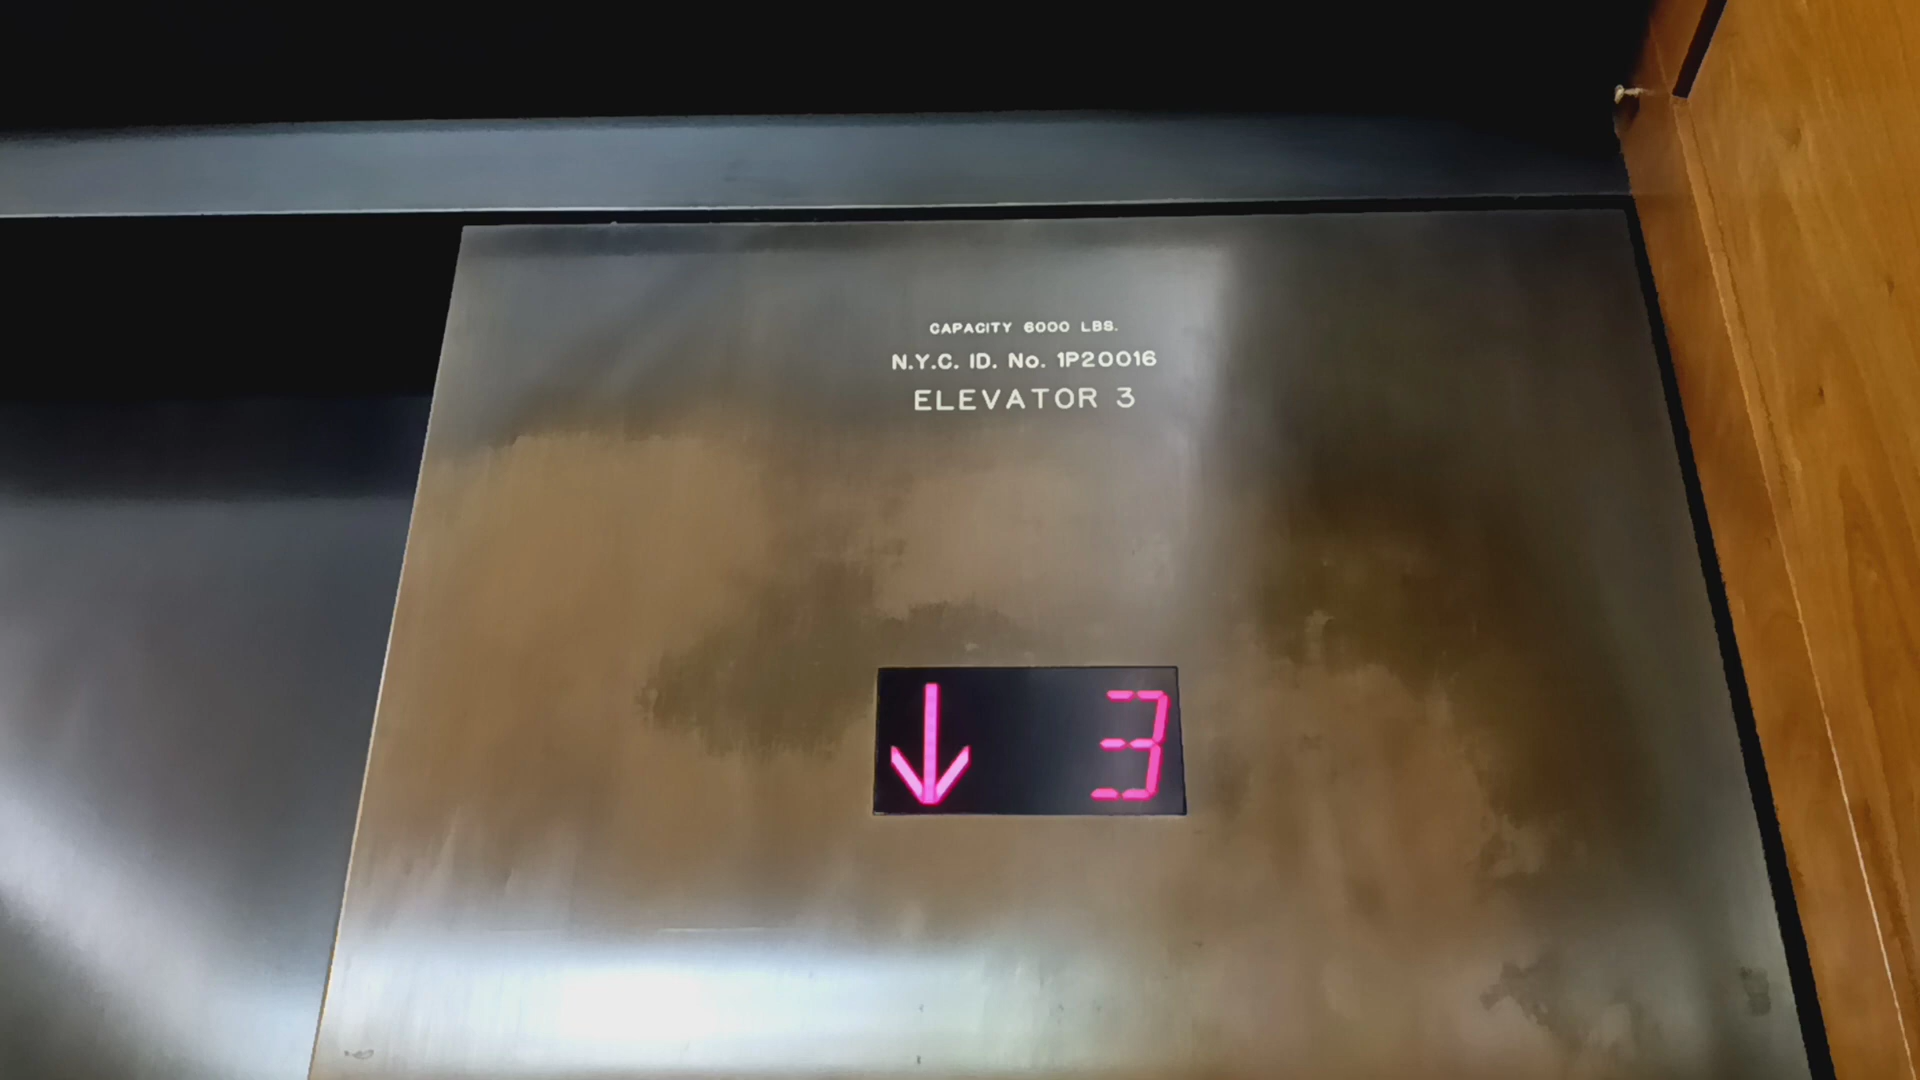 CAPACITY 6000 LBS.
N.Y.C. ID. No. 1P20016
ELEVATOR 3
↓ 3